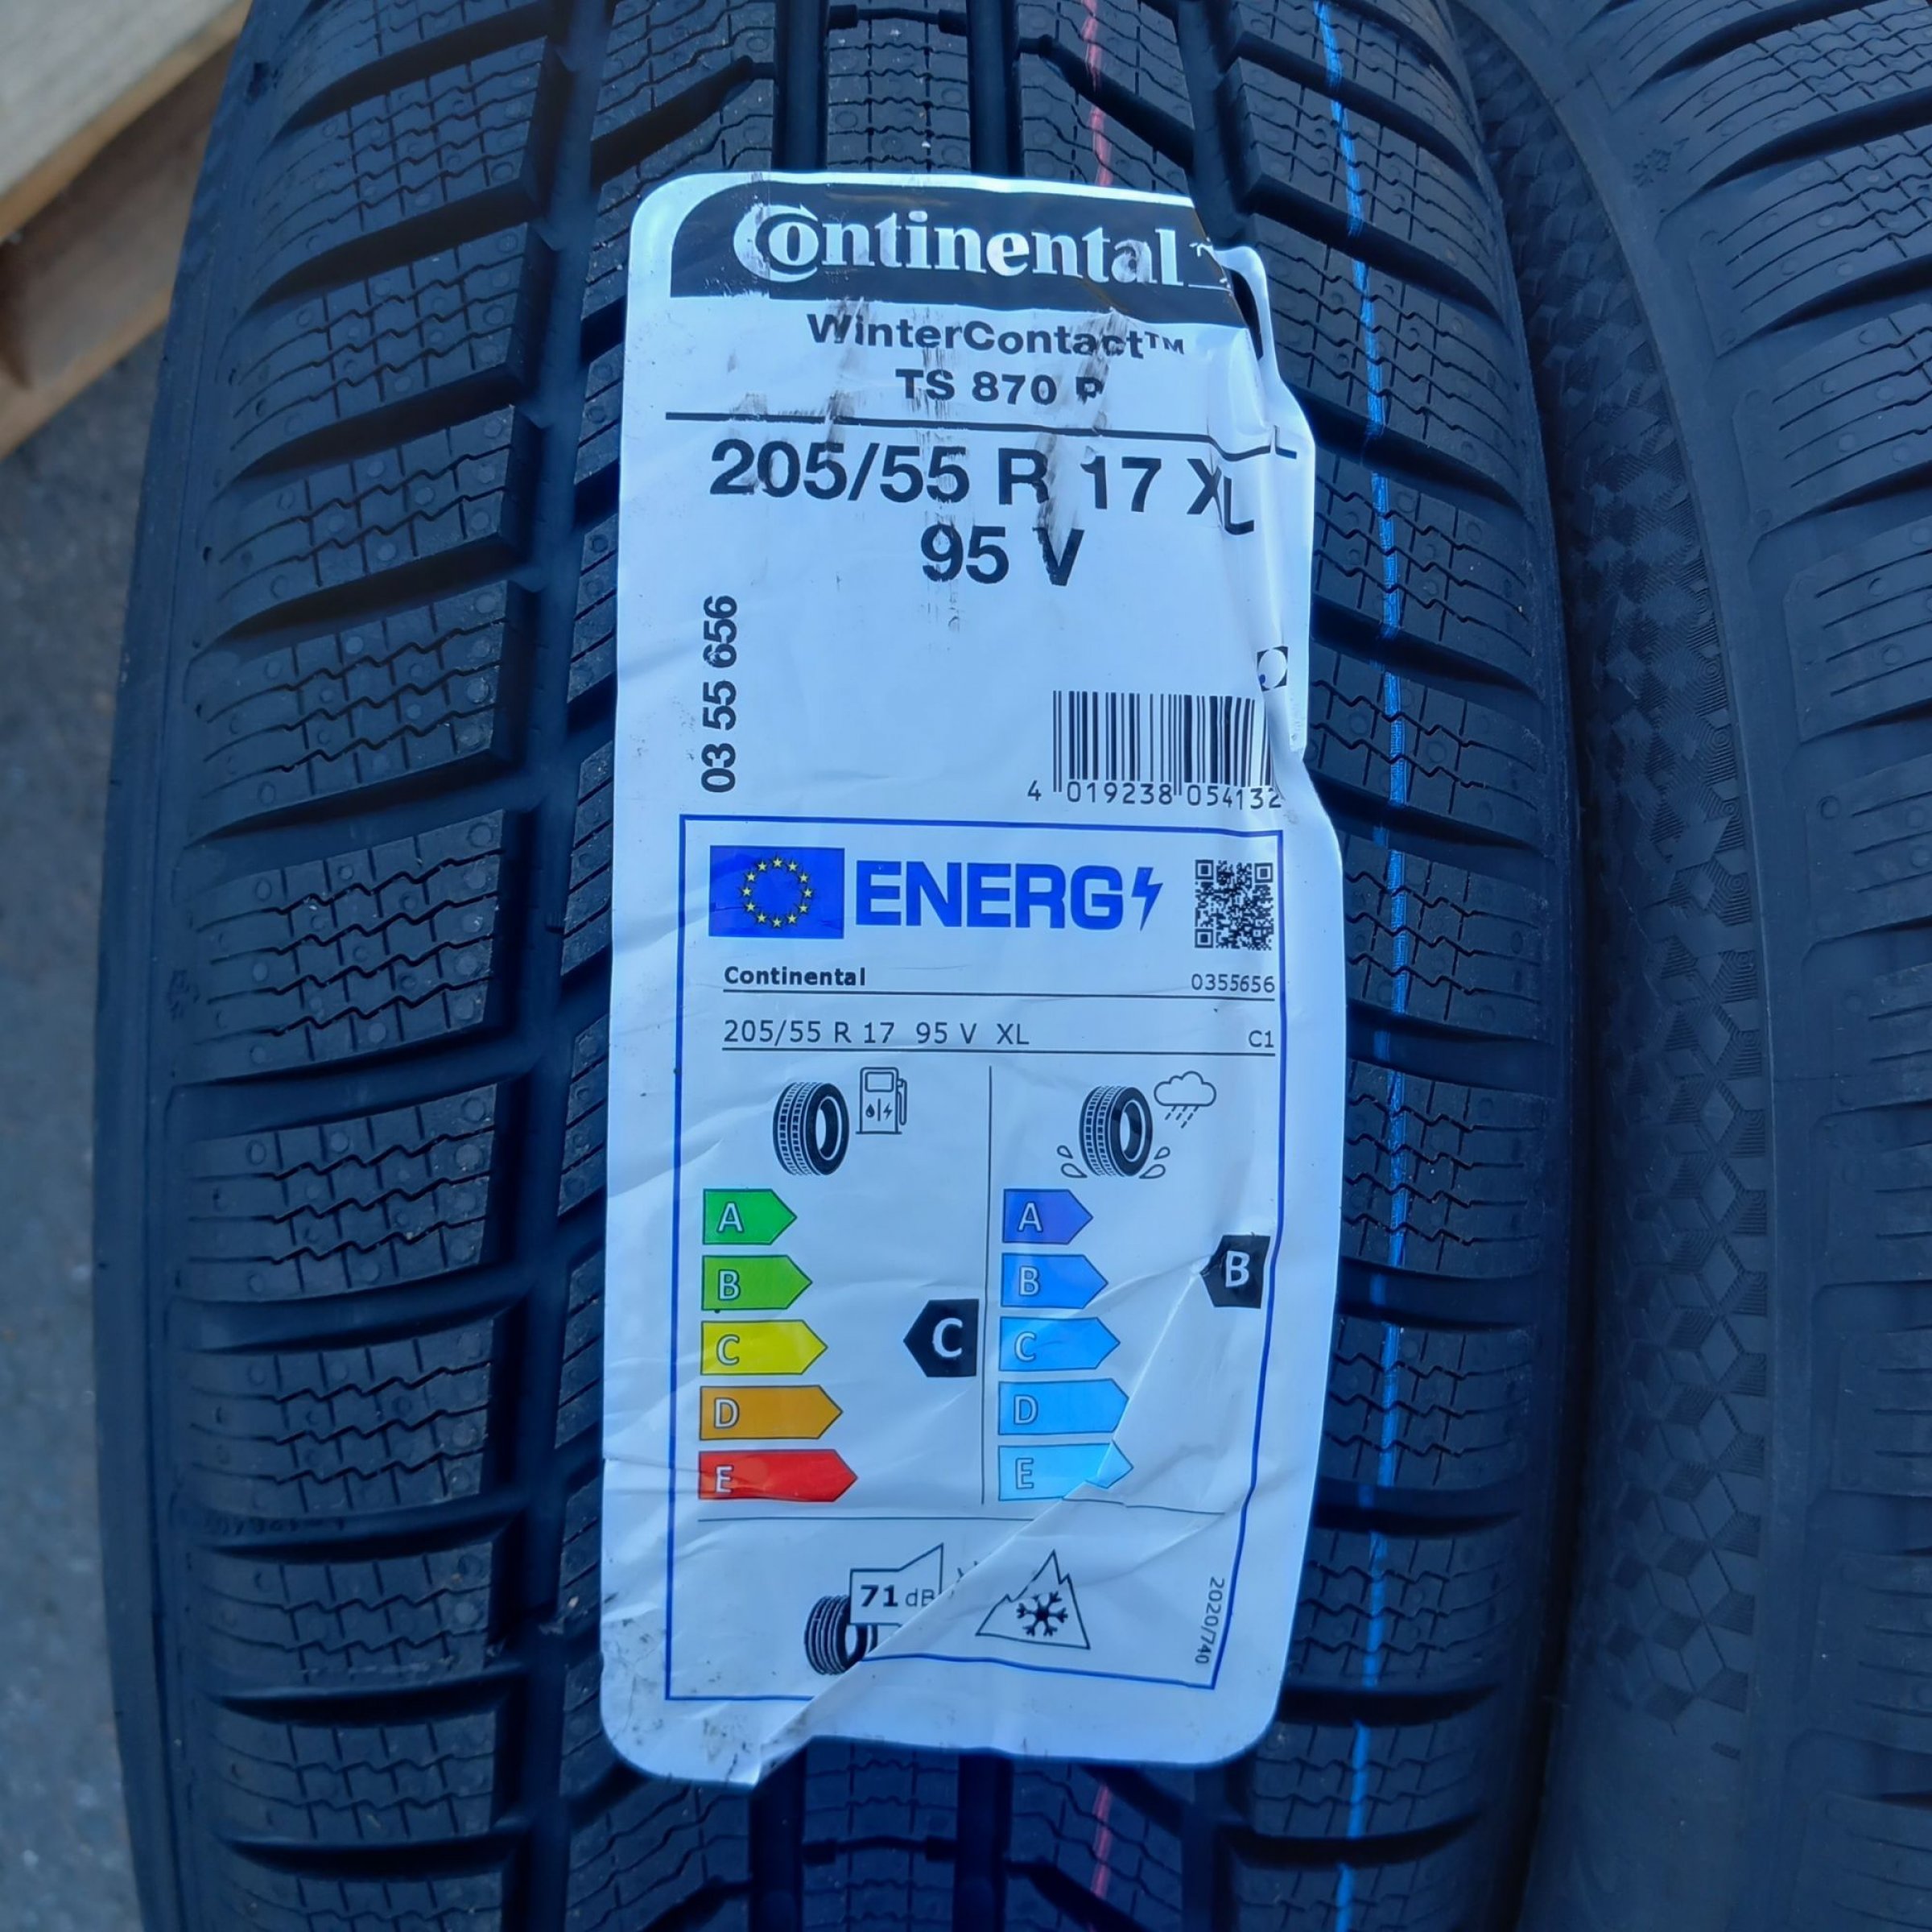 Continental
WinterContact™
TS 870 P
205/55 R 17 XL
95 V
03 55 656
4 019238 054132
ENERG
Continental 0355656
205/55 R 17 95 V XL C1
A A
B B B
C C C
D D
E E
71 dB
2020/740